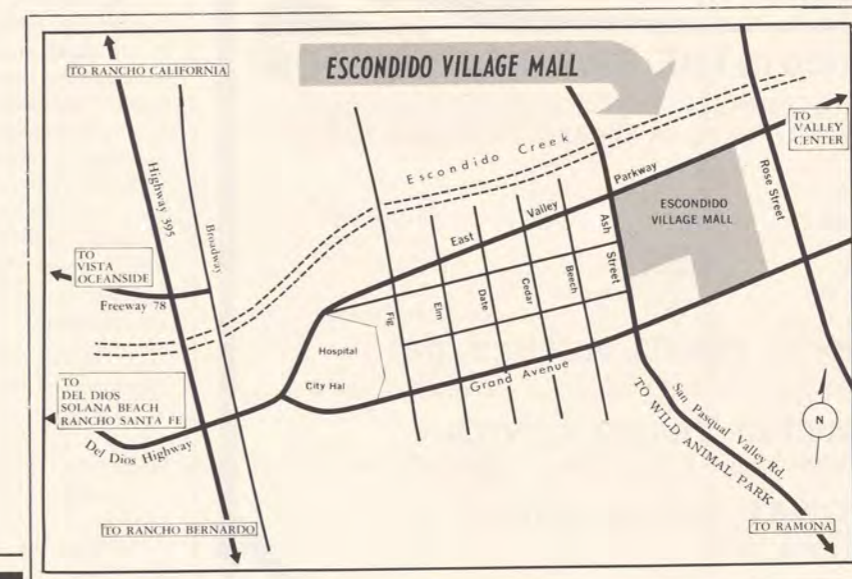 ESCONDIDO VILLAGE MALL
TO RANCHO CALIFORNIA
Highway 395
Broadway
Escondido Creek
TO
VALLEY
CENTER
East Valley Parkway
ESCONDIDO
VILLAGE MALL
Rose Street
Ash Street
TO
VISTA
OCEANSIDE
Freeway 78
Fig
Elm
Date
Cedar
Beech
Hospital
City Hal
Grand Avenue
TO
DEL DIOS
SOLANA BEACH
RANCHO SANTA FE
Del Dios Highway
San Pasqual Valley Rd.
TO WILD ANIMAL PARK
N
TO RANCHO BERNARDO
TO RAMONA